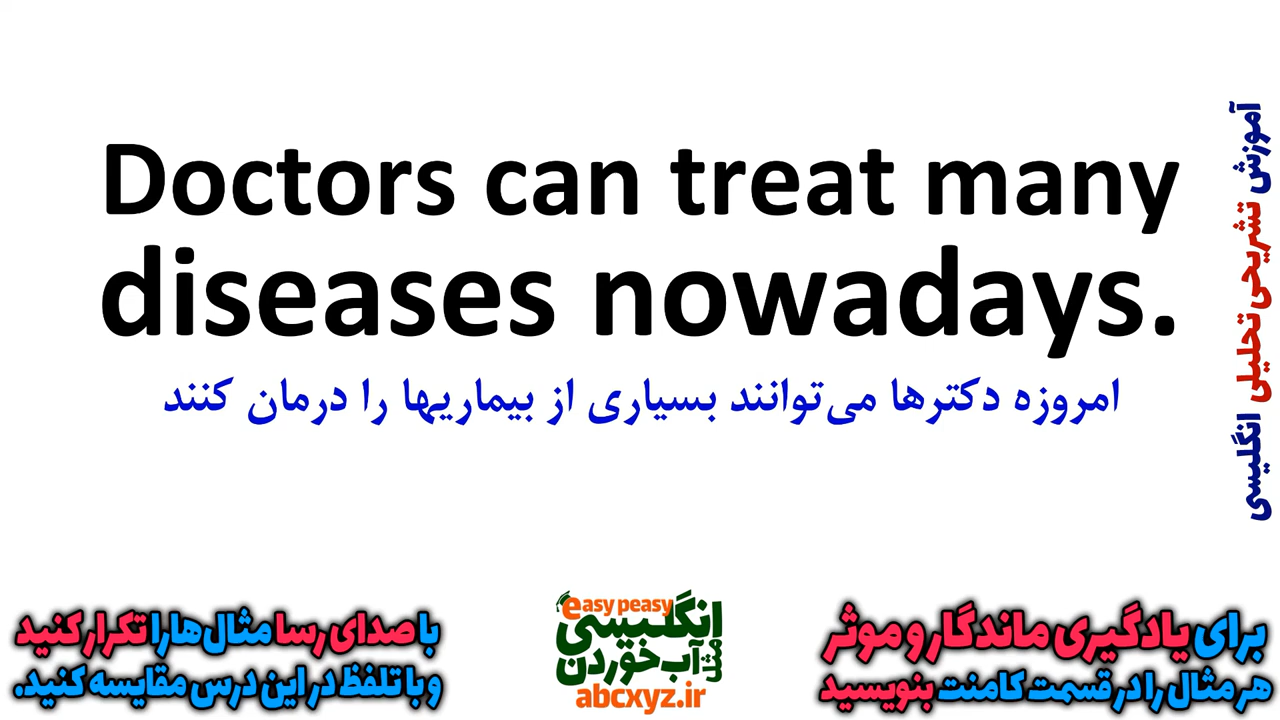 Doctors can treat many
diseases nowadays.
امروزه دکترها می‌توانند بسیاری از بیماریها را درمان کنند
آموزش تشریحی تحلیلی انگلیسی
برای یادگیری ماندگار و موثر
هر مثال را در قسمت کامنت بنویسید
easy peasy
انگلیسی
مثل آب خوردن
abcxyz.ir
با صدای رسا مثال‌ها را تکرار کنید
و با تلفظ در این درس مقایسه کنید.